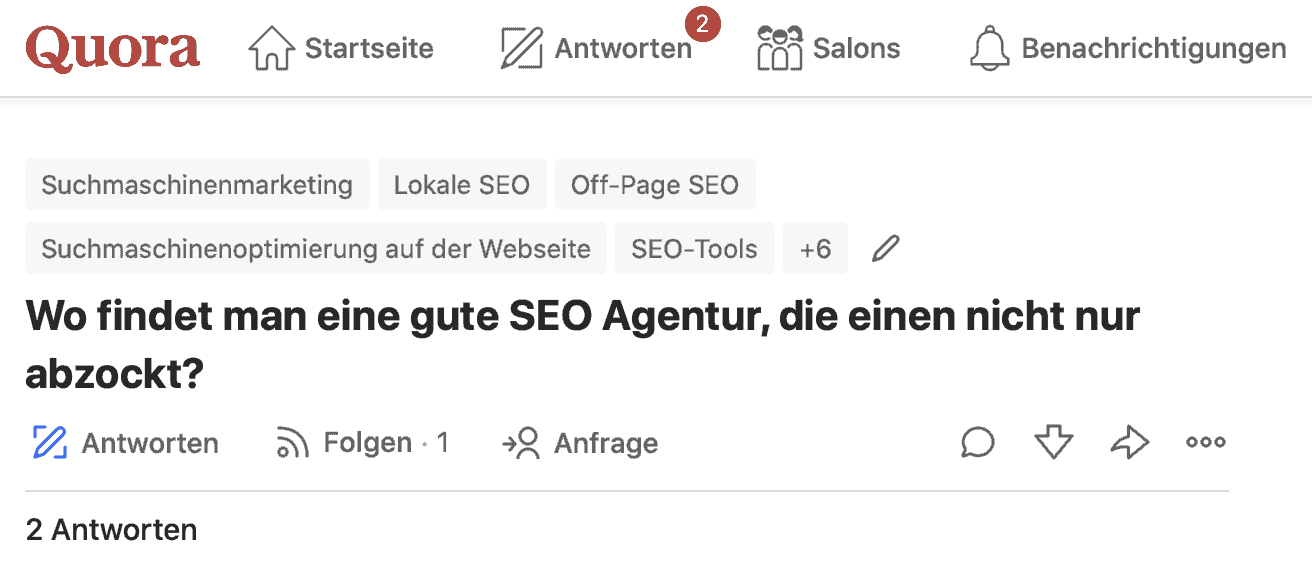 Quora Startseite Antworten 2 Salons Benachrichtigungen
Suchmaschinenmarketing Lokale SEO Off-Page SEO
Suchmaschinenoptimierung auf der Webseite SEO-Tools +6
Wo findet man eine gute SEO Agentur, die einen nicht nur
abzockt?
Antworten Folgen · 1 Anfrage
2 Antworten